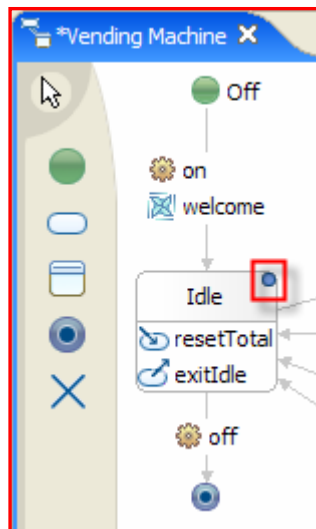 *Vending Machine
Off
on
welcome
Idle
resetTotal
exitIdle
off